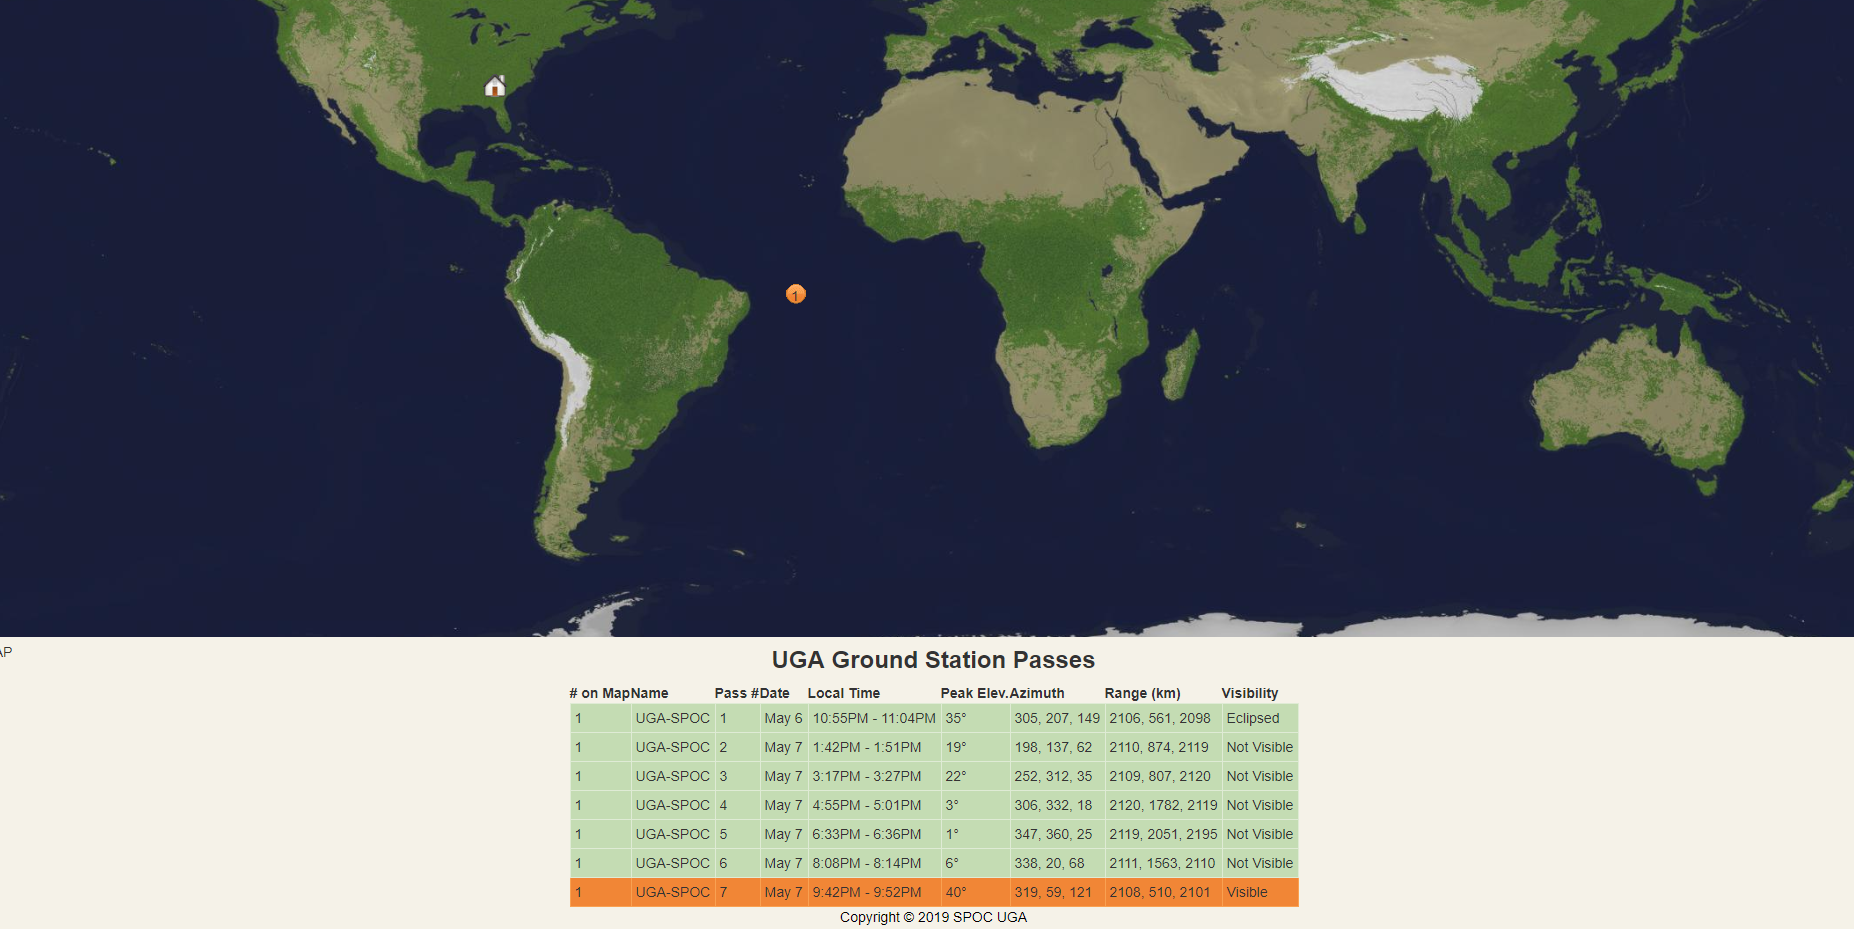 1
AP
UGA Ground Station Passes
# on Map Name Pass # Date Local Time Peak Elev. Azimuth Range (km) Visibility
1 UGA-SPOC 1 May 6 10:55PM - 11:04PM 35° 305, 207, 149 2106, 561, 2098 Eclipsed
1 UGA-SPOC 2 May 7 1:42PM - 1:51PM 19° 198, 137, 62 2110, 874, 2119 Not Visible
1 UGA-SPOC 3 May 7 3:17PM - 3:27PM 22° 252, 312, 35 2109, 807, 2120 Not Visible
1 UGA-SPOC 4 May 7 4:55PM - 5:01PM 3° 306, 332, 18 2120, 1782, 2119 Not Visible
1 UGA-SPOC 5 May 7 6:33PM - 6:36PM 1° 347, 360, 25 2119, 2051, 2195 Not Visible
1 UGA-SPOC 6 May 7 8:08PM - 8:14PM 6° 338, 20, 68 2111, 1563, 2110 Not Visible
1 UGA-SPOC 7 May 7 9:42PM - 9:52PM 40° 319, 59, 121 2108, 510, 2101 Visible
Copyright © 2019 SPOC UGA